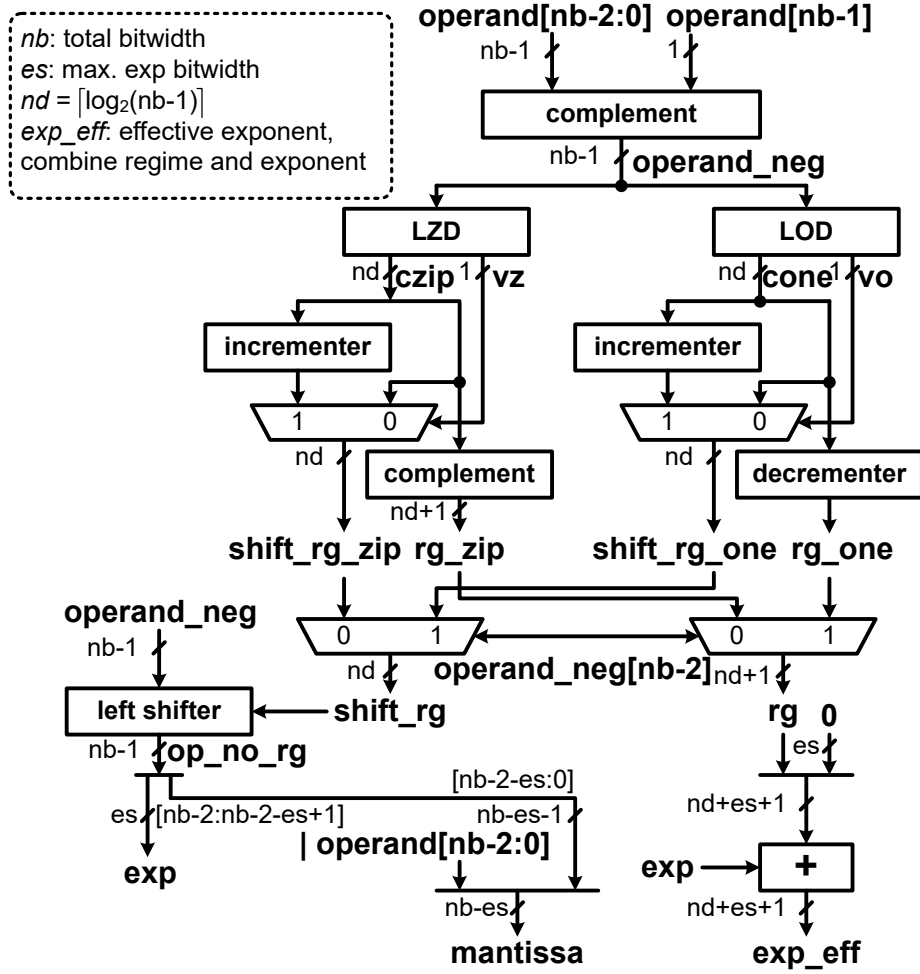 nb: total bitwidth
es: max. exp bitwidth
nd = ⌈log₂(nb-1)⌉
exp_eff: effective exponent,
combine regime and exponent
operand[nb-2:0] operand[nb-1]
nb-1 1
complement
nb-1 operand_neg
LZD LOD
nd czip 1 vz nd cone 1 vo
incrementer incrementer
1 0 1 0
nd complement nd decrementer
nd+1
shift_rg_zip rg_zip shift_rg_one rg_one
operand_neg
0 1 0 1
nb-1 nd operand_neg[nb-2] nd+1
left shifter shift_rg rg 0
nb-1 op_no_rg es
[nb-2-es:0]
es [nb-2:nb-2-es+1] nb-es-1 nd+es+1
| operand[nb-2:0]
exp exp +
nb-es nd+es+1
mantissa exp_eff